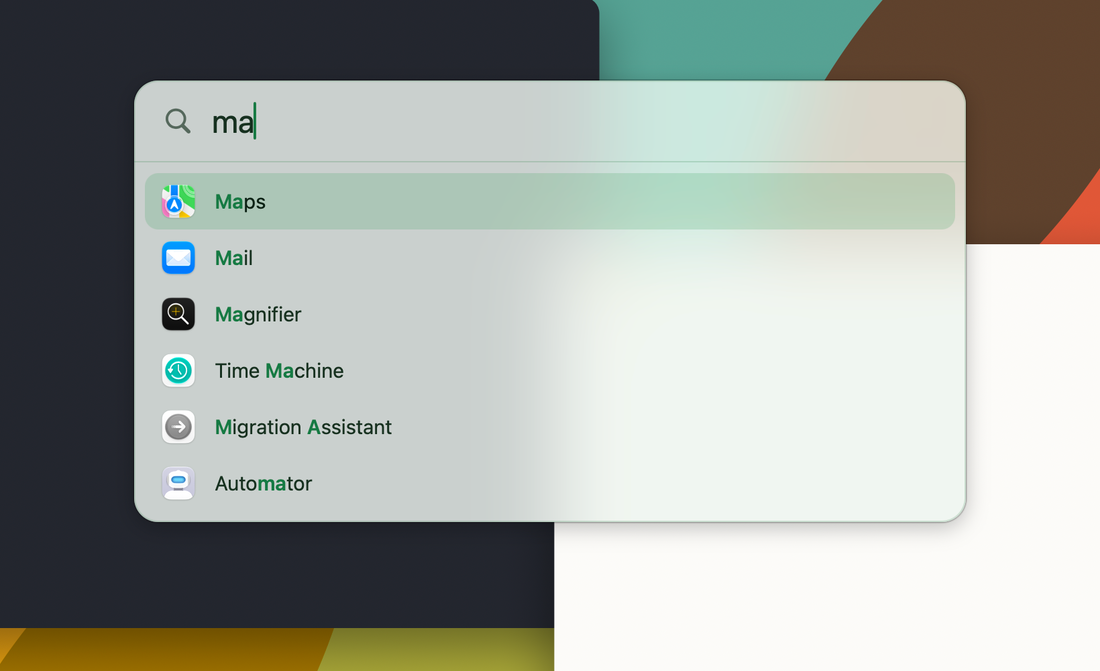 ma
Maps
Mail
Magnifier
Time Machine
Migration Assistant
Automator